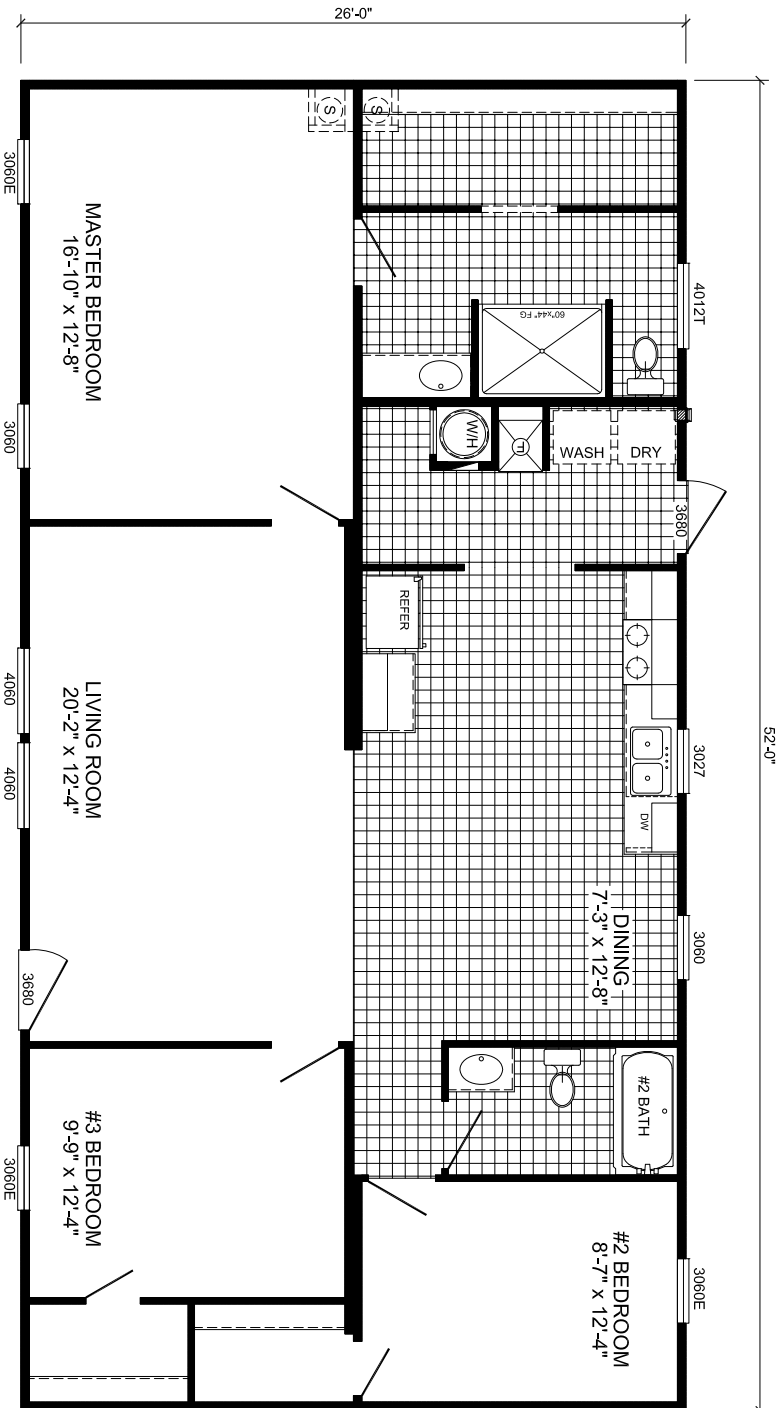 26'-0"
52'-0"
S
S
4012T
60"x44" FG
3060E
MASTER BEDROOM
16'-10" x 12'-8"
3060
W/H
F
WASH
DRY
3680
REFER
LIVING ROOM
20'-2" x 12'-4"
4060
4060
3027
DW
DINING
7'-3" x 12'-8"
3060
3680
#2 BATH
#3 BEDROOM
9'-9" x 12'-4"
3060E
#2 BEDROOM
8'-7" x 12'-4"
3060E